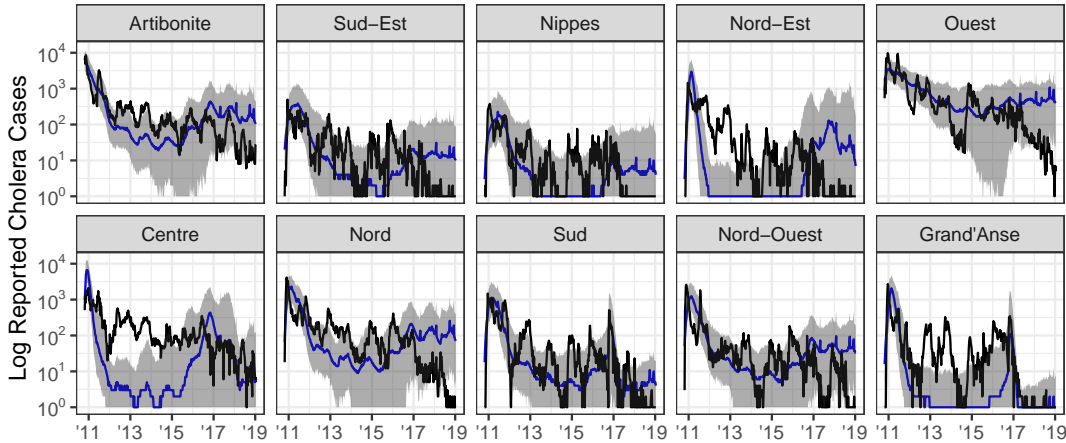 Artibonite Sud−Est Nippes Nord−Est Ouest
10⁴
10³
10²
10¹
10⁰
Log Reported Cholera Cases
Centre Nord Sud Nord−Ouest Grand'Anse
10⁴
10³
10²
10¹
10⁰
'11 '13 '15 '17 '19 '11 '13 '15 '17 '19 '11 '13 '15 '17 '19 '11 '13 '15 '17 '19 '11 '13 '15 '17 '19